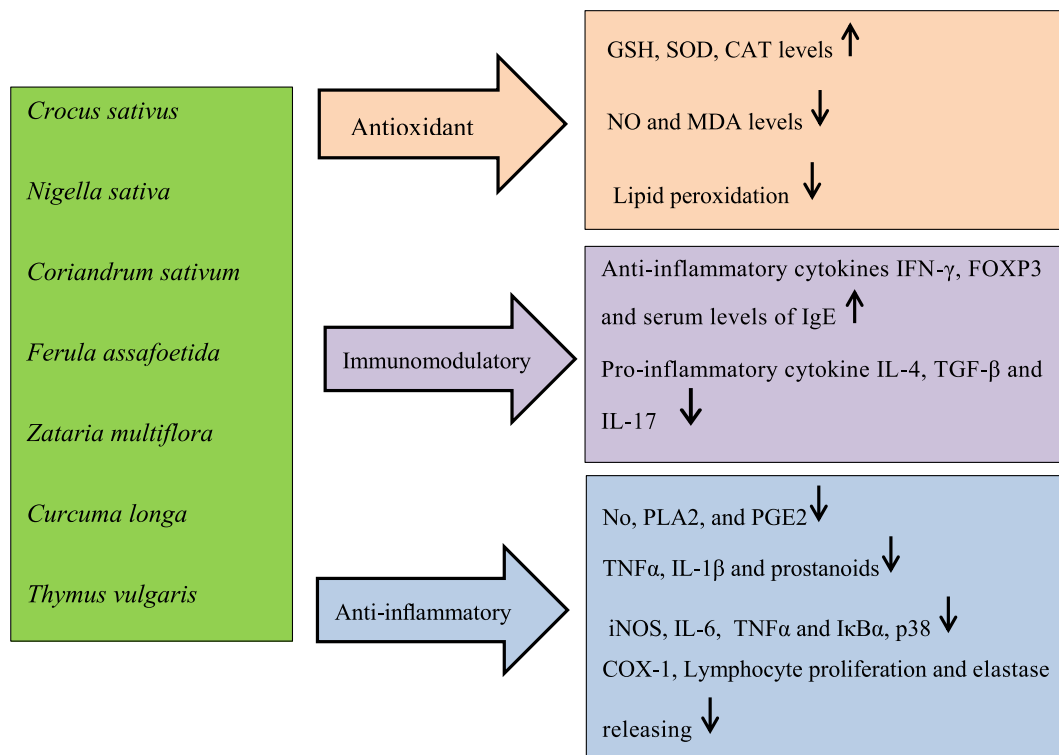 Crocus sativus
Nigella sativa
Coriandrum sativum
Ferula assafoetida
Zataria multiflora
Curcuma longa
Thymus vulgaris
Antioxidant
GSH, SOD, CAT levels ↑
NO and MDA levels ↓
Lipid peroxidation ↓
Immunomodulatory
Anti-inflammatory cytokines IFN-γ, FOXP3
and serum levels of IgE ↑
Pro-inflammatory cytokine IL-4, TGF-β and
IL-17 ↓
Anti-inflammatory
No, PLA2, and PGE2 ↓
TNFα, IL-1β and prostanoids ↓
iNOS, IL-6, TNFα and IκBα, p38 ↓
COX-1, Lymphocyte proliferation and elastase
releasing ↓